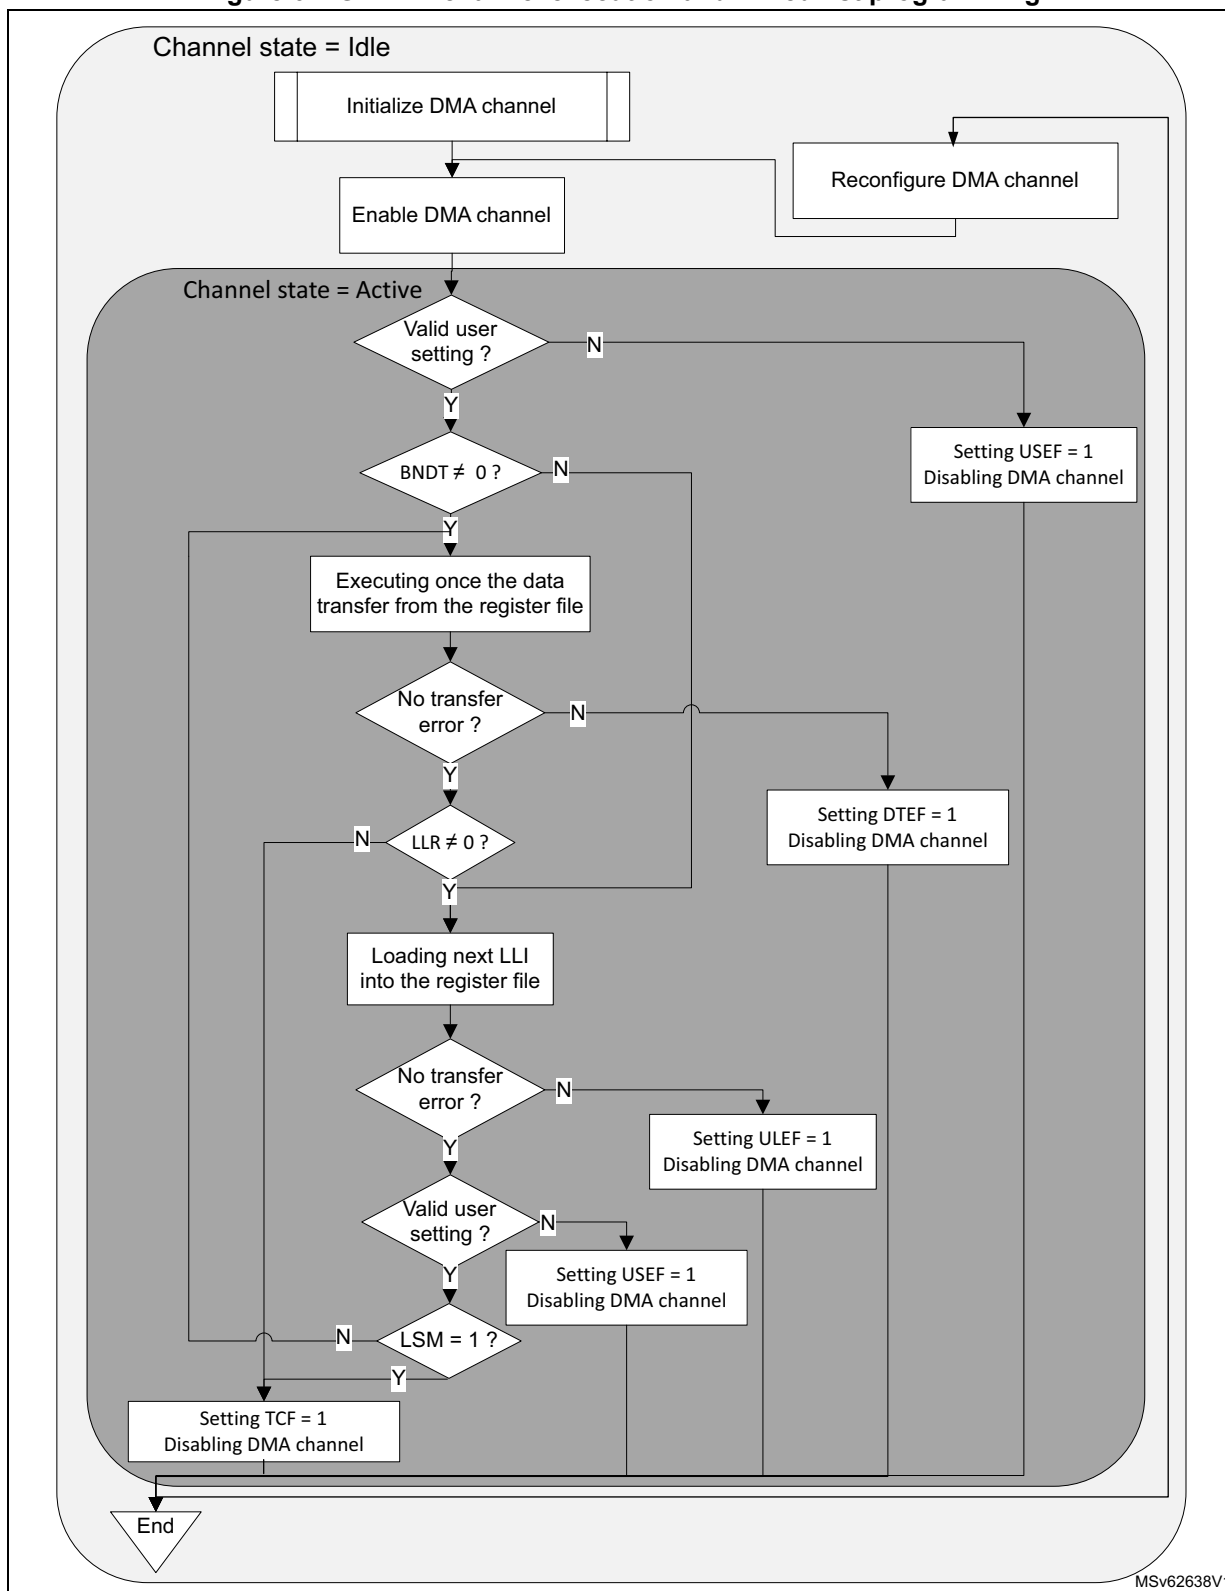 Channel state = Idle
Initialize DMA channel
Reconfigure DMA channel
Enable DMA channel
Channel state = Active
Valid user
setting ?
N
Y
Setting USEF = 1
Disabling DMA channel
BNDT ≠ 0 ?
N
Y
Executing once the data
transfer from the register file
No transfer
error ?
N
Y
Setting DTEF = 1
Disabling DMA channel
LLR ≠ 0 ?
N
Y
Loading next LLI
into the register file
No transfer
error ?
N
Y
Setting ULEF = 1
Disabling DMA channel
Valid user
setting ?
N
Y
Setting USEF = 1
Disabling DMA channel
LSM = 1 ?
N
Y
Setting TCF = 1
Disabling DMA channel
End